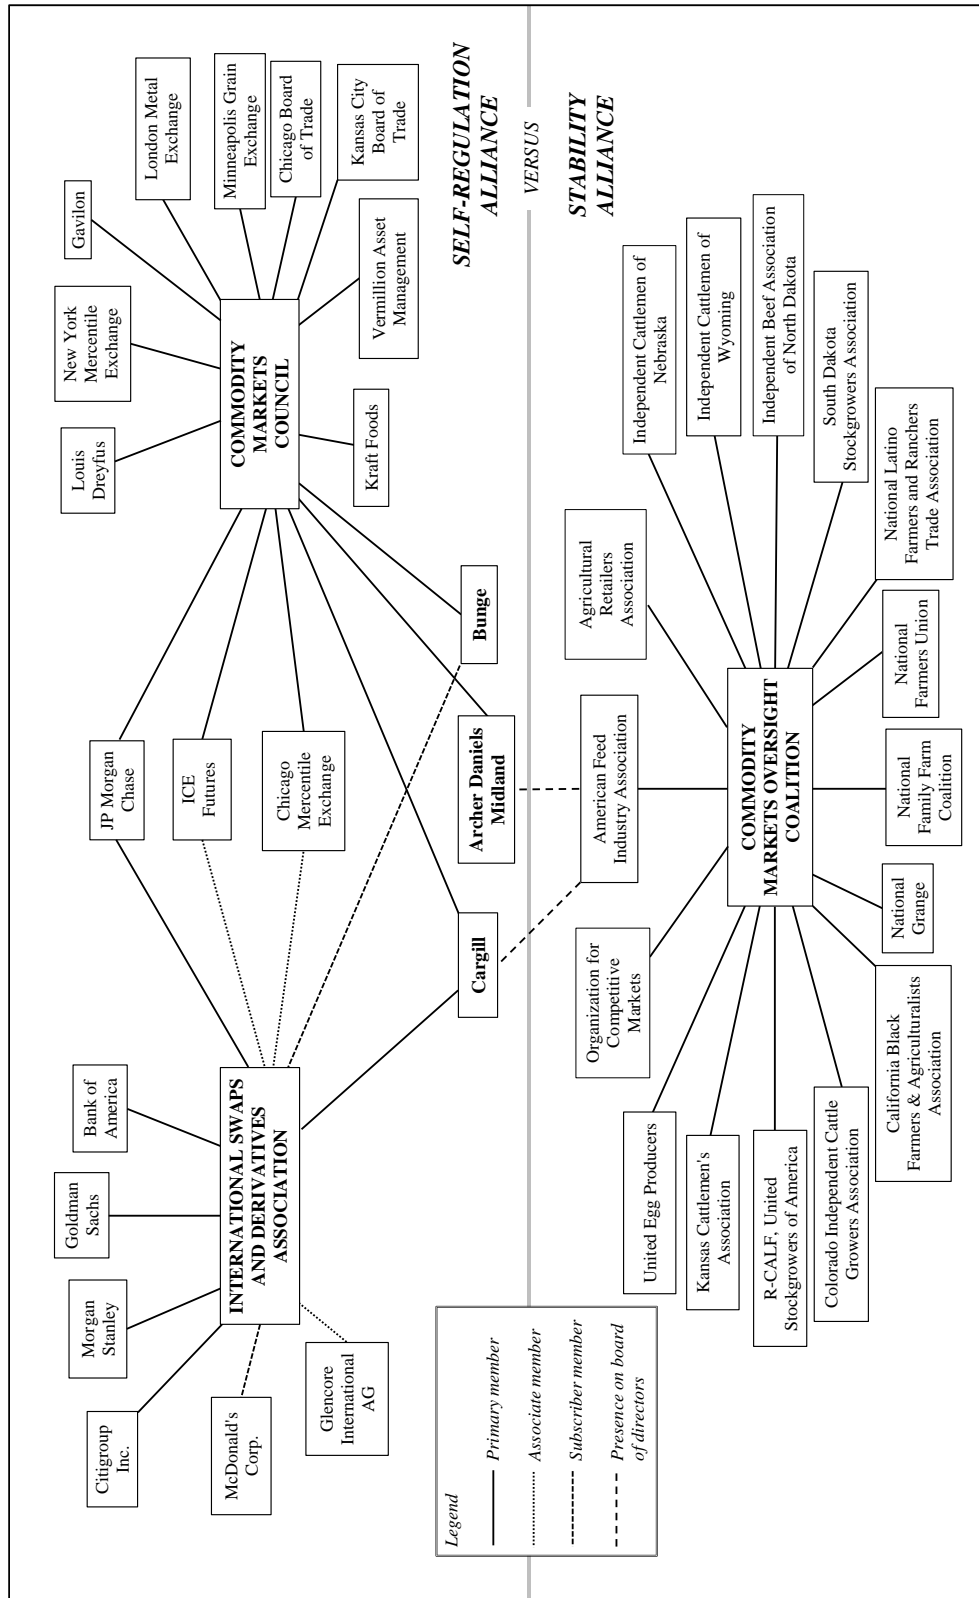 Citigroup
Inc.
Morgan
Stanley
Goldman
Sachs
Bank of
America
McDonald's
Corp.
Glencore
International
AG
INTERNATIONAL SWAPS
AND DERIVATIVES
ASSOCIATION
JP Morgan
Chase
ICE
Futures
Chicago
Mercentile
Exchange
Cargill
Archer Daniels
Midland
Bunge
Louis
Dreyfus
New York
Mercentile
Exchange
Gavilon
London Metal
Exchange
Minneapolis Grain
Exchange
Chicago Board
of Trade
Kansas City
Board of
Trade
Vermillion Asset
Management
Kraft Foods
COMMODITY
MARKETS
COUNCIL
SELF-REGULATION
ALLIANCE
VERSUS
STABILITY
ALLIANCE
Legend
Primary member
Associate member
Subscriber member
Presence on board
of directors
United Egg Producers
Kansas Cattlemen's
Association
R-CALF, United
Stockgrowers of America
Colorado Independent Cattle
Growers Association
California Black
Farmers & Agriculturalists
Association
Organization for
Competitive
Markets
American Feed
Industry Association
Agricultural
Retailers
Association
COMMODITY
MARKETS OVERSIGHT
COALITION
National
Grange
National
Family Farm
Coalition
National
Farmers Union
National Latino
Farmers and Ranchers
Trade Association
South Dakota
Stockgrowers Association
Independent Beef Association
of North Dakota
Independent Cattlemen of
Wyoming
Independent Cattlemen of
Nebraska